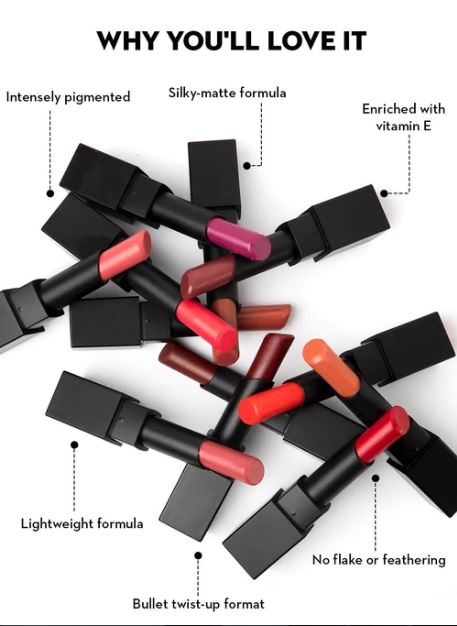 WHY YOU'LL LOVE IT
Silky-matte formula
Intensely pigmented
Enriched with
vitamin E
Lightweight formula
No flake or feathering
Bullet twist-up format